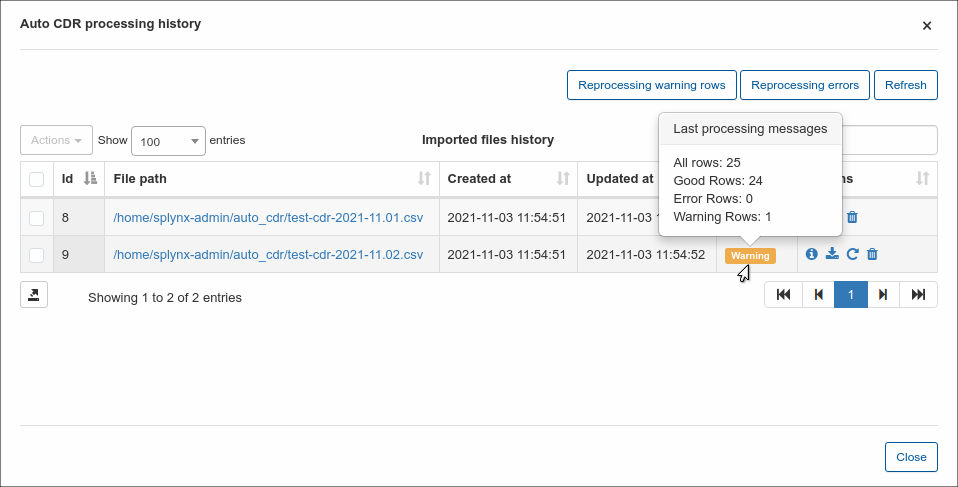 Auto CDR processing history
×
Reprocessing warning rows Reprocessing errors Refresh
Actions Show 100 entries Imported files history
Last processing messages
All rows: 25
Good Rows: 24
Error Rows: 0
Warning Rows: 1
Id File path Created at Updated at
8 /home/splynx-admin/auto_cdr/test-cdr-2021-11.01.csv 2021-11-03 11:54:51 2021-11-03
9 /home/splynx-admin/auto_cdr/test-cdr-2021-11.02.csv 2021-11-03 11:54:51 2021-11-03 11:54:52 Warning
Showing 1 to 2 of 2 entries 1
Close